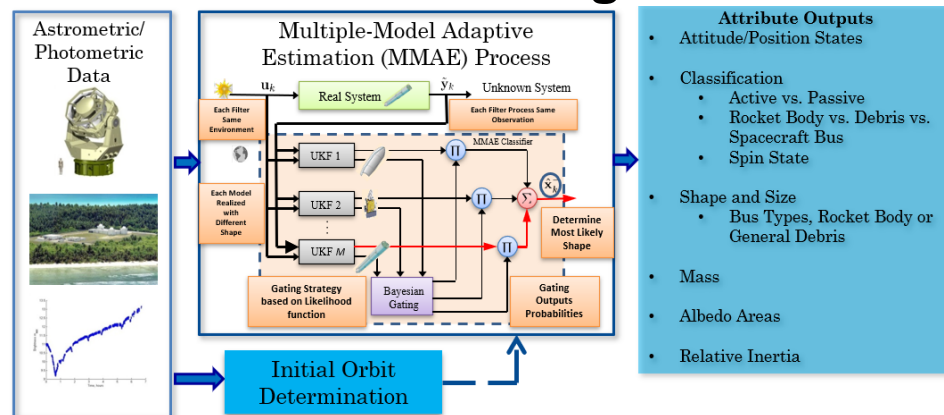 Astrometric/
Photometric
Data
Multiple-Model Adaptive
Estimation (MMAE) Process
u_k
ỹ_k
Real System
Unknown System
Each Filter
Same
Environment
Each Filter Process Same
Observation
MMAE Classifier
UKF 1
Π
Each Model
Realized
with
Different
Shape
UKF 2
Π
Σ
x̂_k^-
⋮
UKF M
Π
Determine
Most Likely
Shape
Gating Strategy
based on Likelihood
function
Bayesian
Gating
Gating
Outputs
Probabilities
Initial Orbit
Determination
Attribute Outputs
• Attitude/Position States
• Classification
• Active vs. Passive
• Rocket Body vs. Debris vs.
Spacecraft Bus
• Spin State
• Shape and Size
• Bus Types, Rocket Body or
General Debris
• Mass
• Albedo Areas
• Relative Inertia